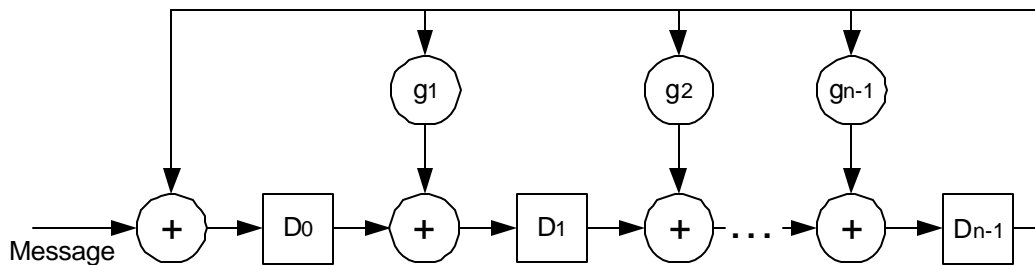 g1 g2 gn-1
+ D0 + D1 + ... + Dn-1
Message